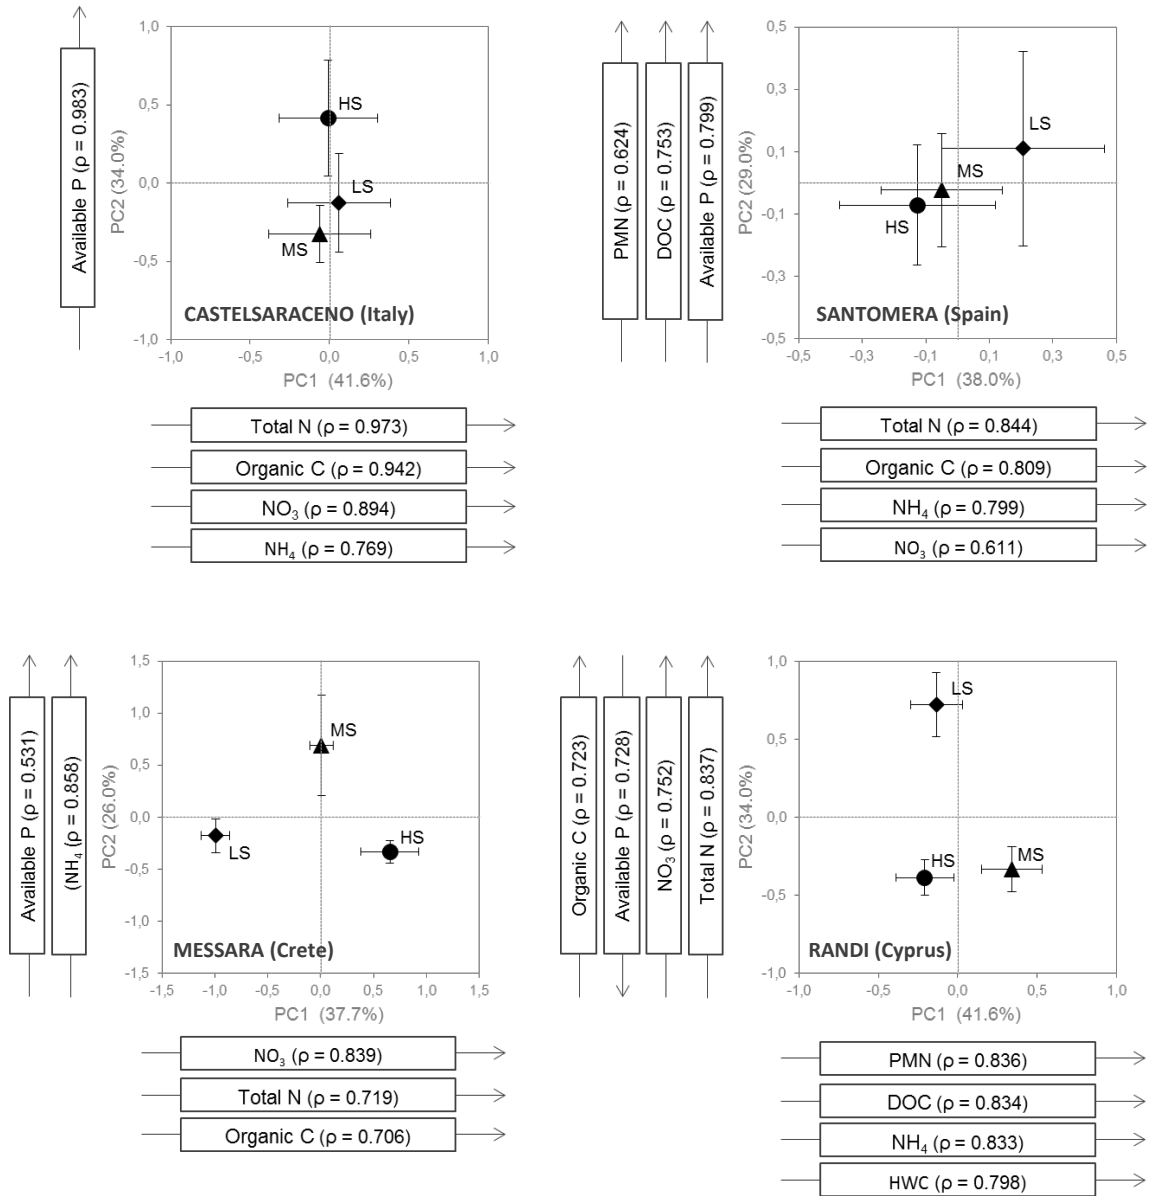 Available P (ρ = 0.983)
PC2 (34.0%)
1,0
0,5
0,0
-0,5
-1,0
HS
LS
MS
CASTELSARACENO (Italy)
-1,0 -0,5 0,0 0,5 1,0
PC1 (41.6%)
Total N (ρ = 0.973)
Organic C (ρ = 0.942)
NO₃ (ρ = 0.894)
NH₄ (ρ = 0.769)
PMN (ρ = 0.624)
DOC (ρ = 0.753)
Available P (ρ = 0.799)
PC2 (29.0%)
0,5
0,3
0,1
-0,1
-0,3
-0,5
LS
MS
HS
SANTOMERA (Spain)
-0,5 -0,3 -0,1 0,1 0,3 0,5
PC1 (38.0%)
Total N (ρ = 0.844)
Organic C (ρ = 0.809)
NH₄ (ρ = 0.799)
NO₃ (ρ = 0.611)
Available P (ρ = 0.531)
(NH₄ (ρ = 0.858)
PC2 (26.0%)
1,5
1,0
0,5
0,0
-0,5
-1,0
-1,5
MS
LS
HS
MESSARA (Crete)
-1,5 -1,0 -0,5 0,0 0,5 1,0 1,5
PC1 (37.7%)
NO₃ (ρ = 0.839)
Total N (ρ = 0.719)
Organic C (ρ = 0.706)
Organic C (ρ = 0.723)
Available P (ρ = 0.728)
NO₃ (ρ = 0.752)
Total N (ρ = 0.837)
PC2 (34.0%)
1,0
0,5
0,0
-0,5
-1,0
LS
HS
MS
RANDI (Cyprus)
-1,0 -0,5 0,0 0,5 1,0
PC1 (41.6%)
PMN (ρ = 0.836)
DOC (ρ = 0.834)
NH₄ (ρ = 0.833)
HWC (ρ = 0.798)